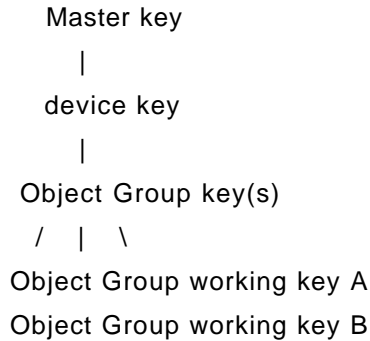 Master key
|
device key
|
Object Group key(s)
/ | \
Object Group working key A
Object Group working key B